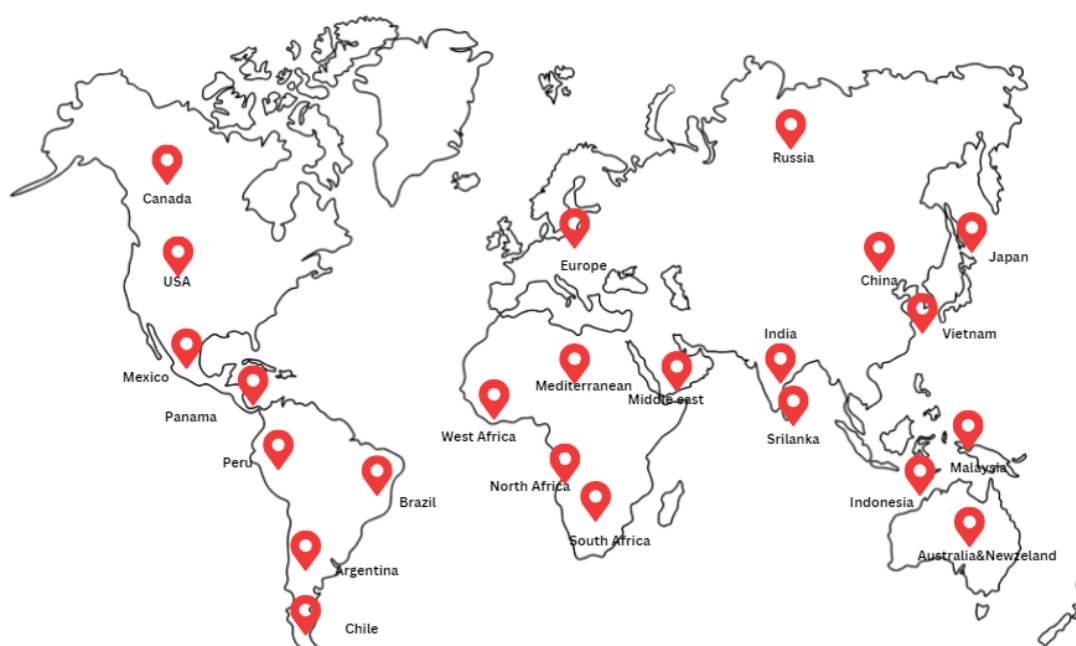 Russia
Canada
Japan
Europe
China
USA
India
Vietnam
Mexico
Mediterranean
Middle east
Panama
West Africa
Srilanka
Peru
Malaysia
North Africa
Brazil
Indonesia
South Africa
Australia&Newzeland
Argentina
Chile